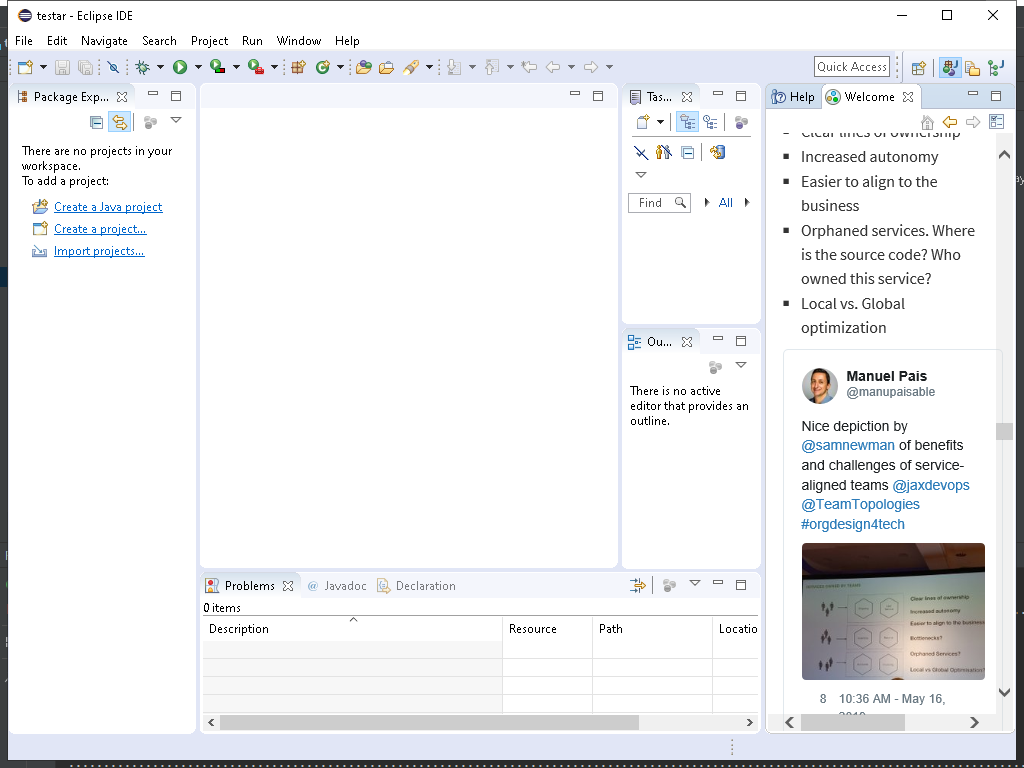 testar - Eclipse IDE
File Edit Navigate Search Project Run Window Help
Quick Access
Package Exp...
There are no projects in your
workspace.
To add a project:
Create a Java project
Create a project...
Import projects...
Tas...
Find
All
Ou...
There is no active
editor that provides an
outline.
Problems @ Javadoc Declaration
0 items
Description Resource Path Locatio
Help Welcome
Clear lines of ownership
Increased autonomy
Easier to align to the
business
Orphaned services. Where
is the source code? Who
owned this service?
Local vs. Global
optimization
Manuel Pais
@manupaisable
Nice depiction by
@samnewman of benefits
and challenges of service-
aligned teams @jaxdevops
@TeamTopologies
#orgdesign4tech
Clear lines of ownership
Increased autonomy
Easier to align to the business
Bottlenecks?
Orphaned Services?
Local vs Global Optimisation?
8 10:36 AM - May 16,
2019